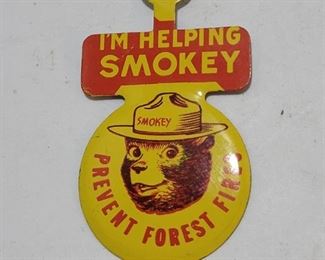 I'M HELPING
SMOKEY
SMOKEY
PREVENT FOREST FIRES